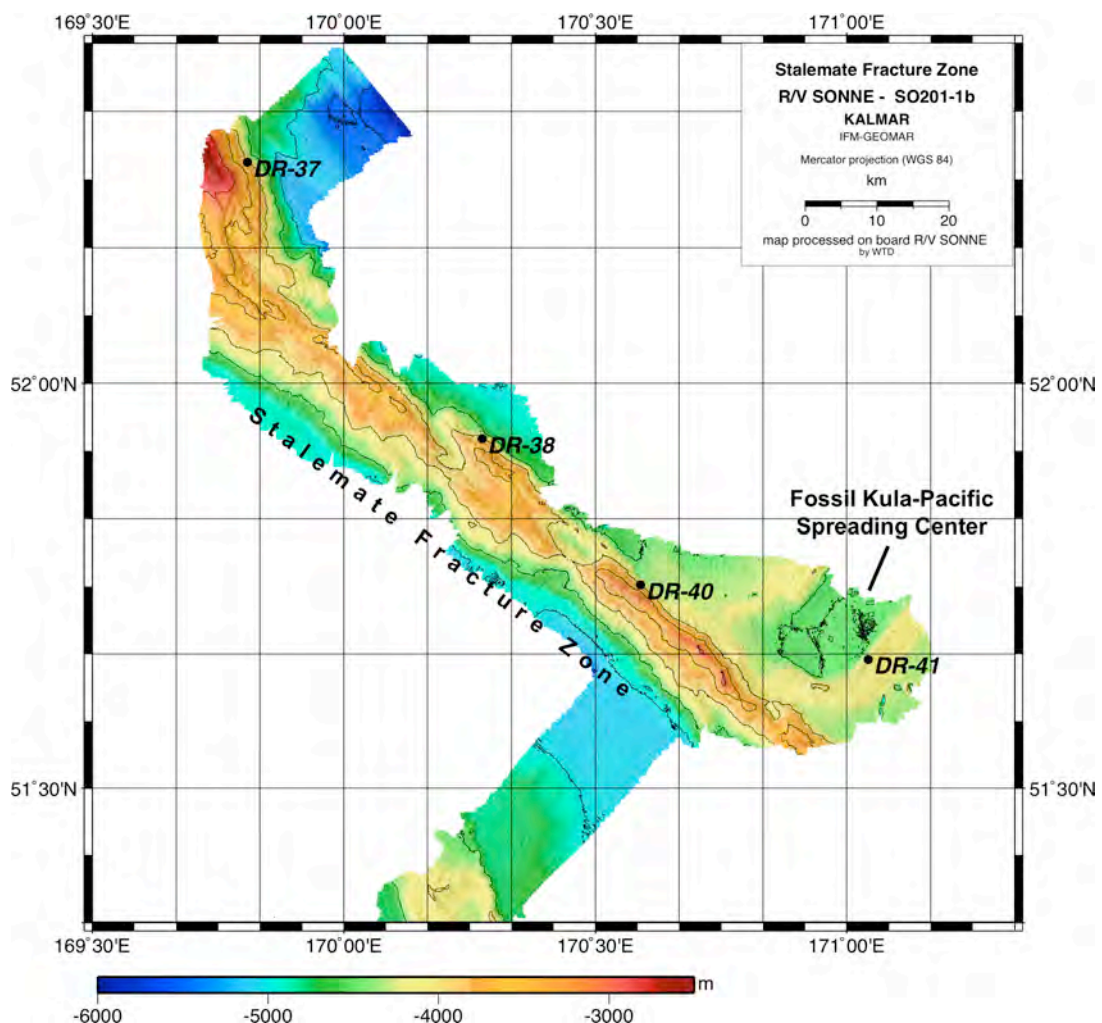 169˚30'E 170˚00'E 170˚30'E 171˚00'E
Stalemate Fracture Zone
R/V SONNE - SO201-1b
KALMAR
IFM-GEOMAR
Mercator projection (WGS 84)
km
0 10 20
map processed on board R/V SONNE
by WTD
DR-37
52˚00'N 52˚00'N
DR-38
Stalemate Fracture Zone
Fossil Kula-Pacific
Spreading Center
DR-40
DR-41
51˚30'N 51˚30'N
169˚30'E 170˚00'E 170˚30'E 171˚00'E
m
-6000 -5000 -4000 -3000